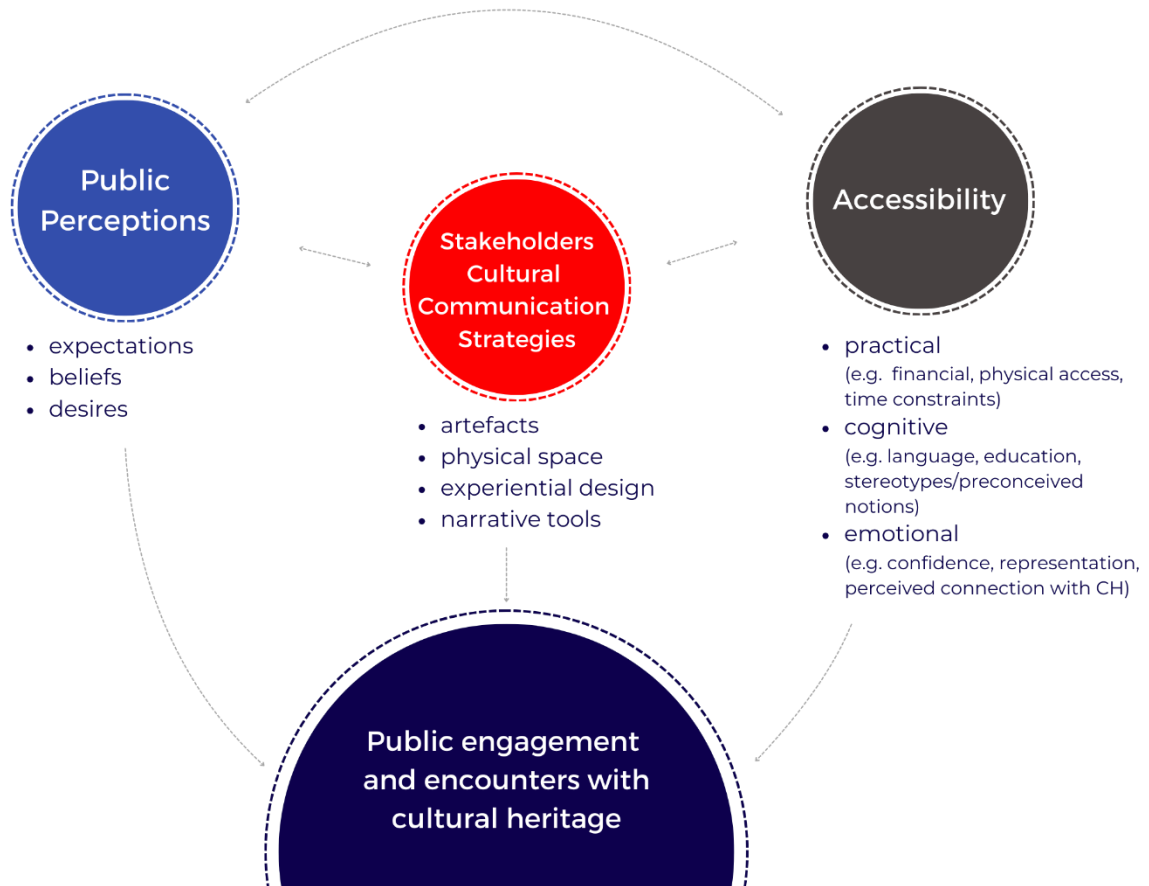 Public
Perceptions
• expectations
• beliefs
• desires
Stakeholders
Cultural
Communication
Strategies
• artefacts
• physical space
• experiential design
• narrative tools
Accessibility
• practical
(e.g. financial, physical access,
time constraints)
• cognitive
(e.g. language, education,
stereotypes/preconceived
notions)
• emotional
(e.g. confidence, representation,
perceived connection with CH)
Public engagement
and encounters with
cultural heritage